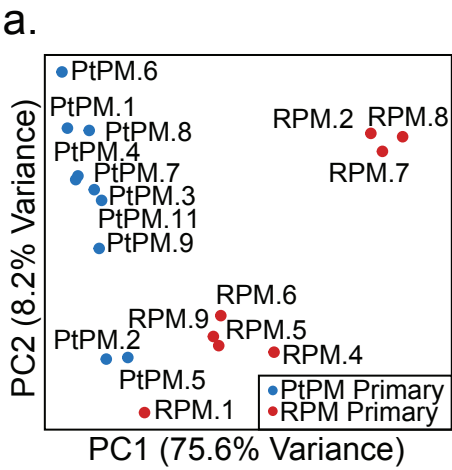 a.
PtPM.6
PtPM.1
PtPM.8
RPM.2
RPM.8
PtPM.4
PtPM.7
RPM.7
PtPM.3
PtPM.11
PtPM.9
RPM.6
RPM.9
RPM.5
PtPM.2
RPM.4
PtPM.5
RPM.1
PtPM Primary
RPM Primary
PC1 (75.6% Variance)
PC2 (8.2% Variance)